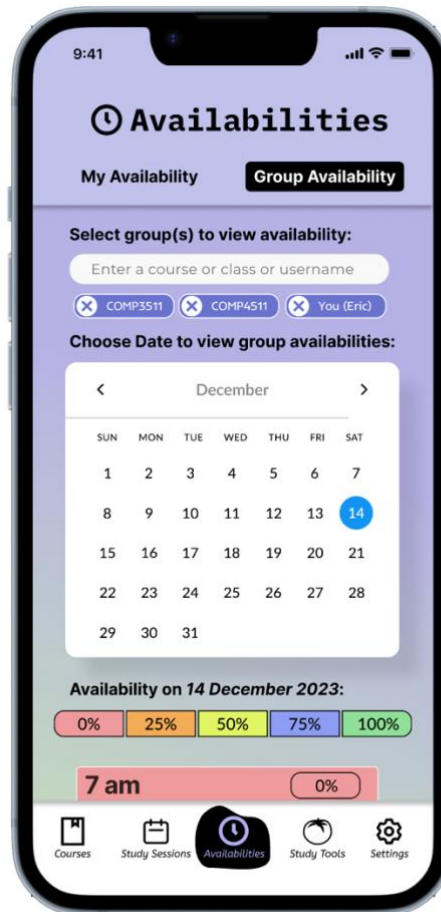 9:41
Availabilities
My Availability Group Availability
Select group(s) to view availability:
Enter a course or class or username
COMP3511 COMP4511 You (Eric)
Choose Date to view group availabilities:
December
SUN MON TUE WED THU FRI SAT
1 2 3 4 5 6 7
8 9 10 11 12 13 14
15 16 17 18 19 20 21
22 23 24 25 26 27 28
29 30 31
Availability on 14 December 2023:
0% 25% 50% 75% 100%
7 am 0%
Courses Study Sessions Availabilities Study Tools Settings